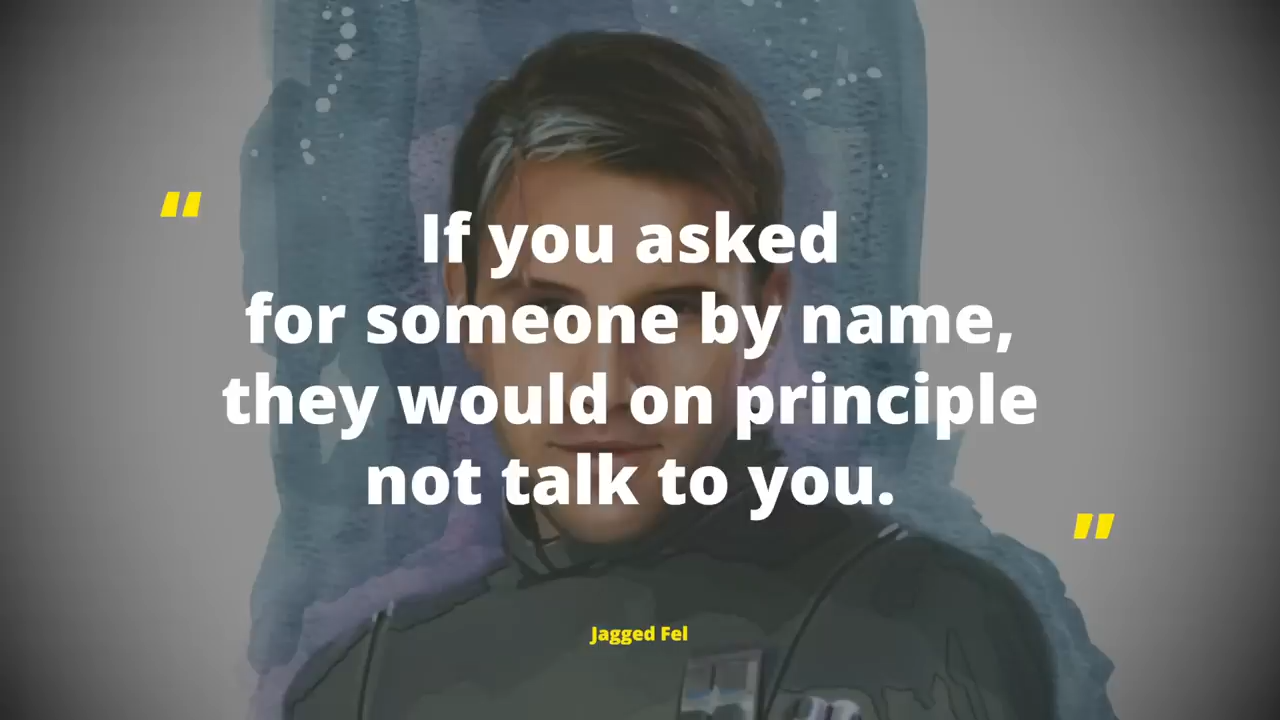 "
If you asked
for someone by name,
they would on principle
not talk to you.
"
Jagged Fel